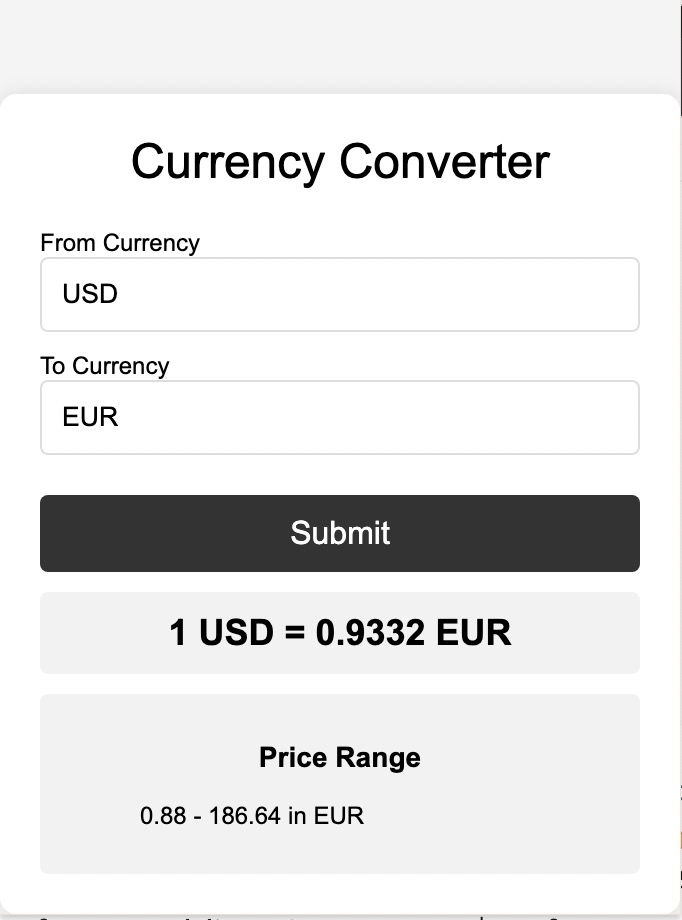 Currency Converter
From Currency
USD
To Currency
EUR
Submit
1 USD = 0.9332 EUR
Price Range
0.88 - 186.64 in EUR